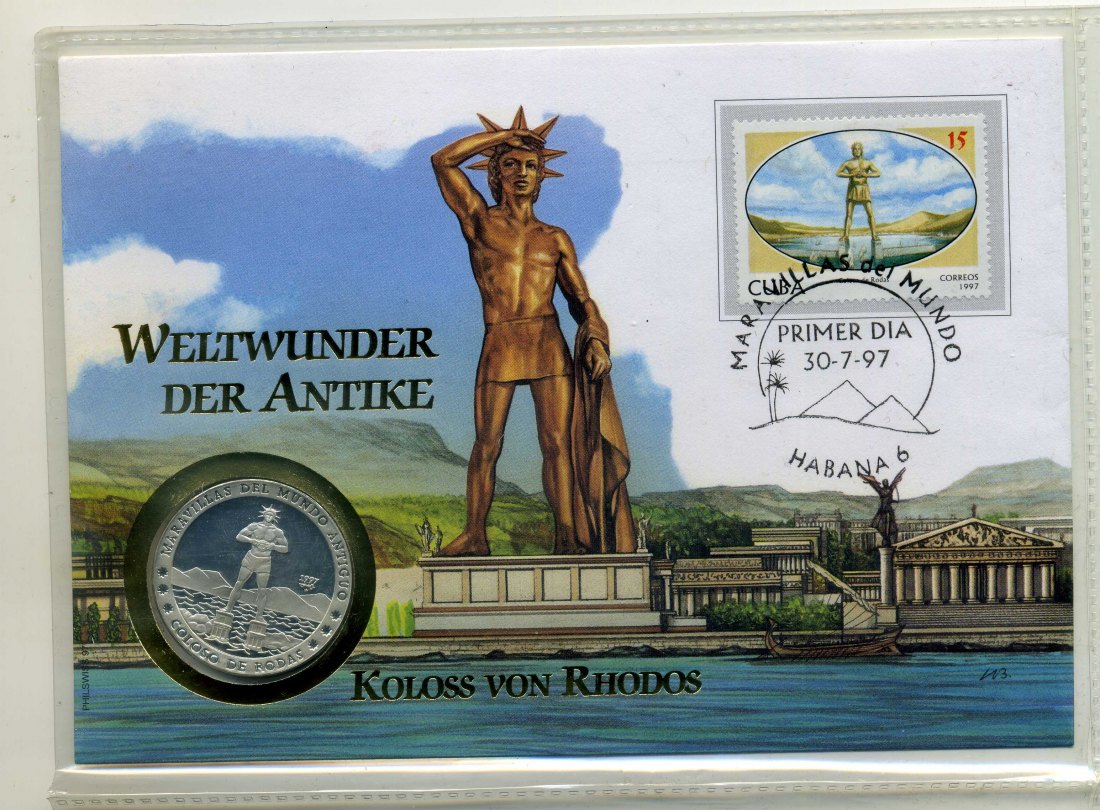 WELTWUNDER
DER ANTIKE
15
CUBA
CORREOS
1997
MARAVILLAS del MUNDO
PRIMER DIA
30-7-97
HABANA 6
MARAVILLAS DEL MUNDO ANTIGUO
1997
COLOSO DE RODAS
KOLOSS VON RHODOS